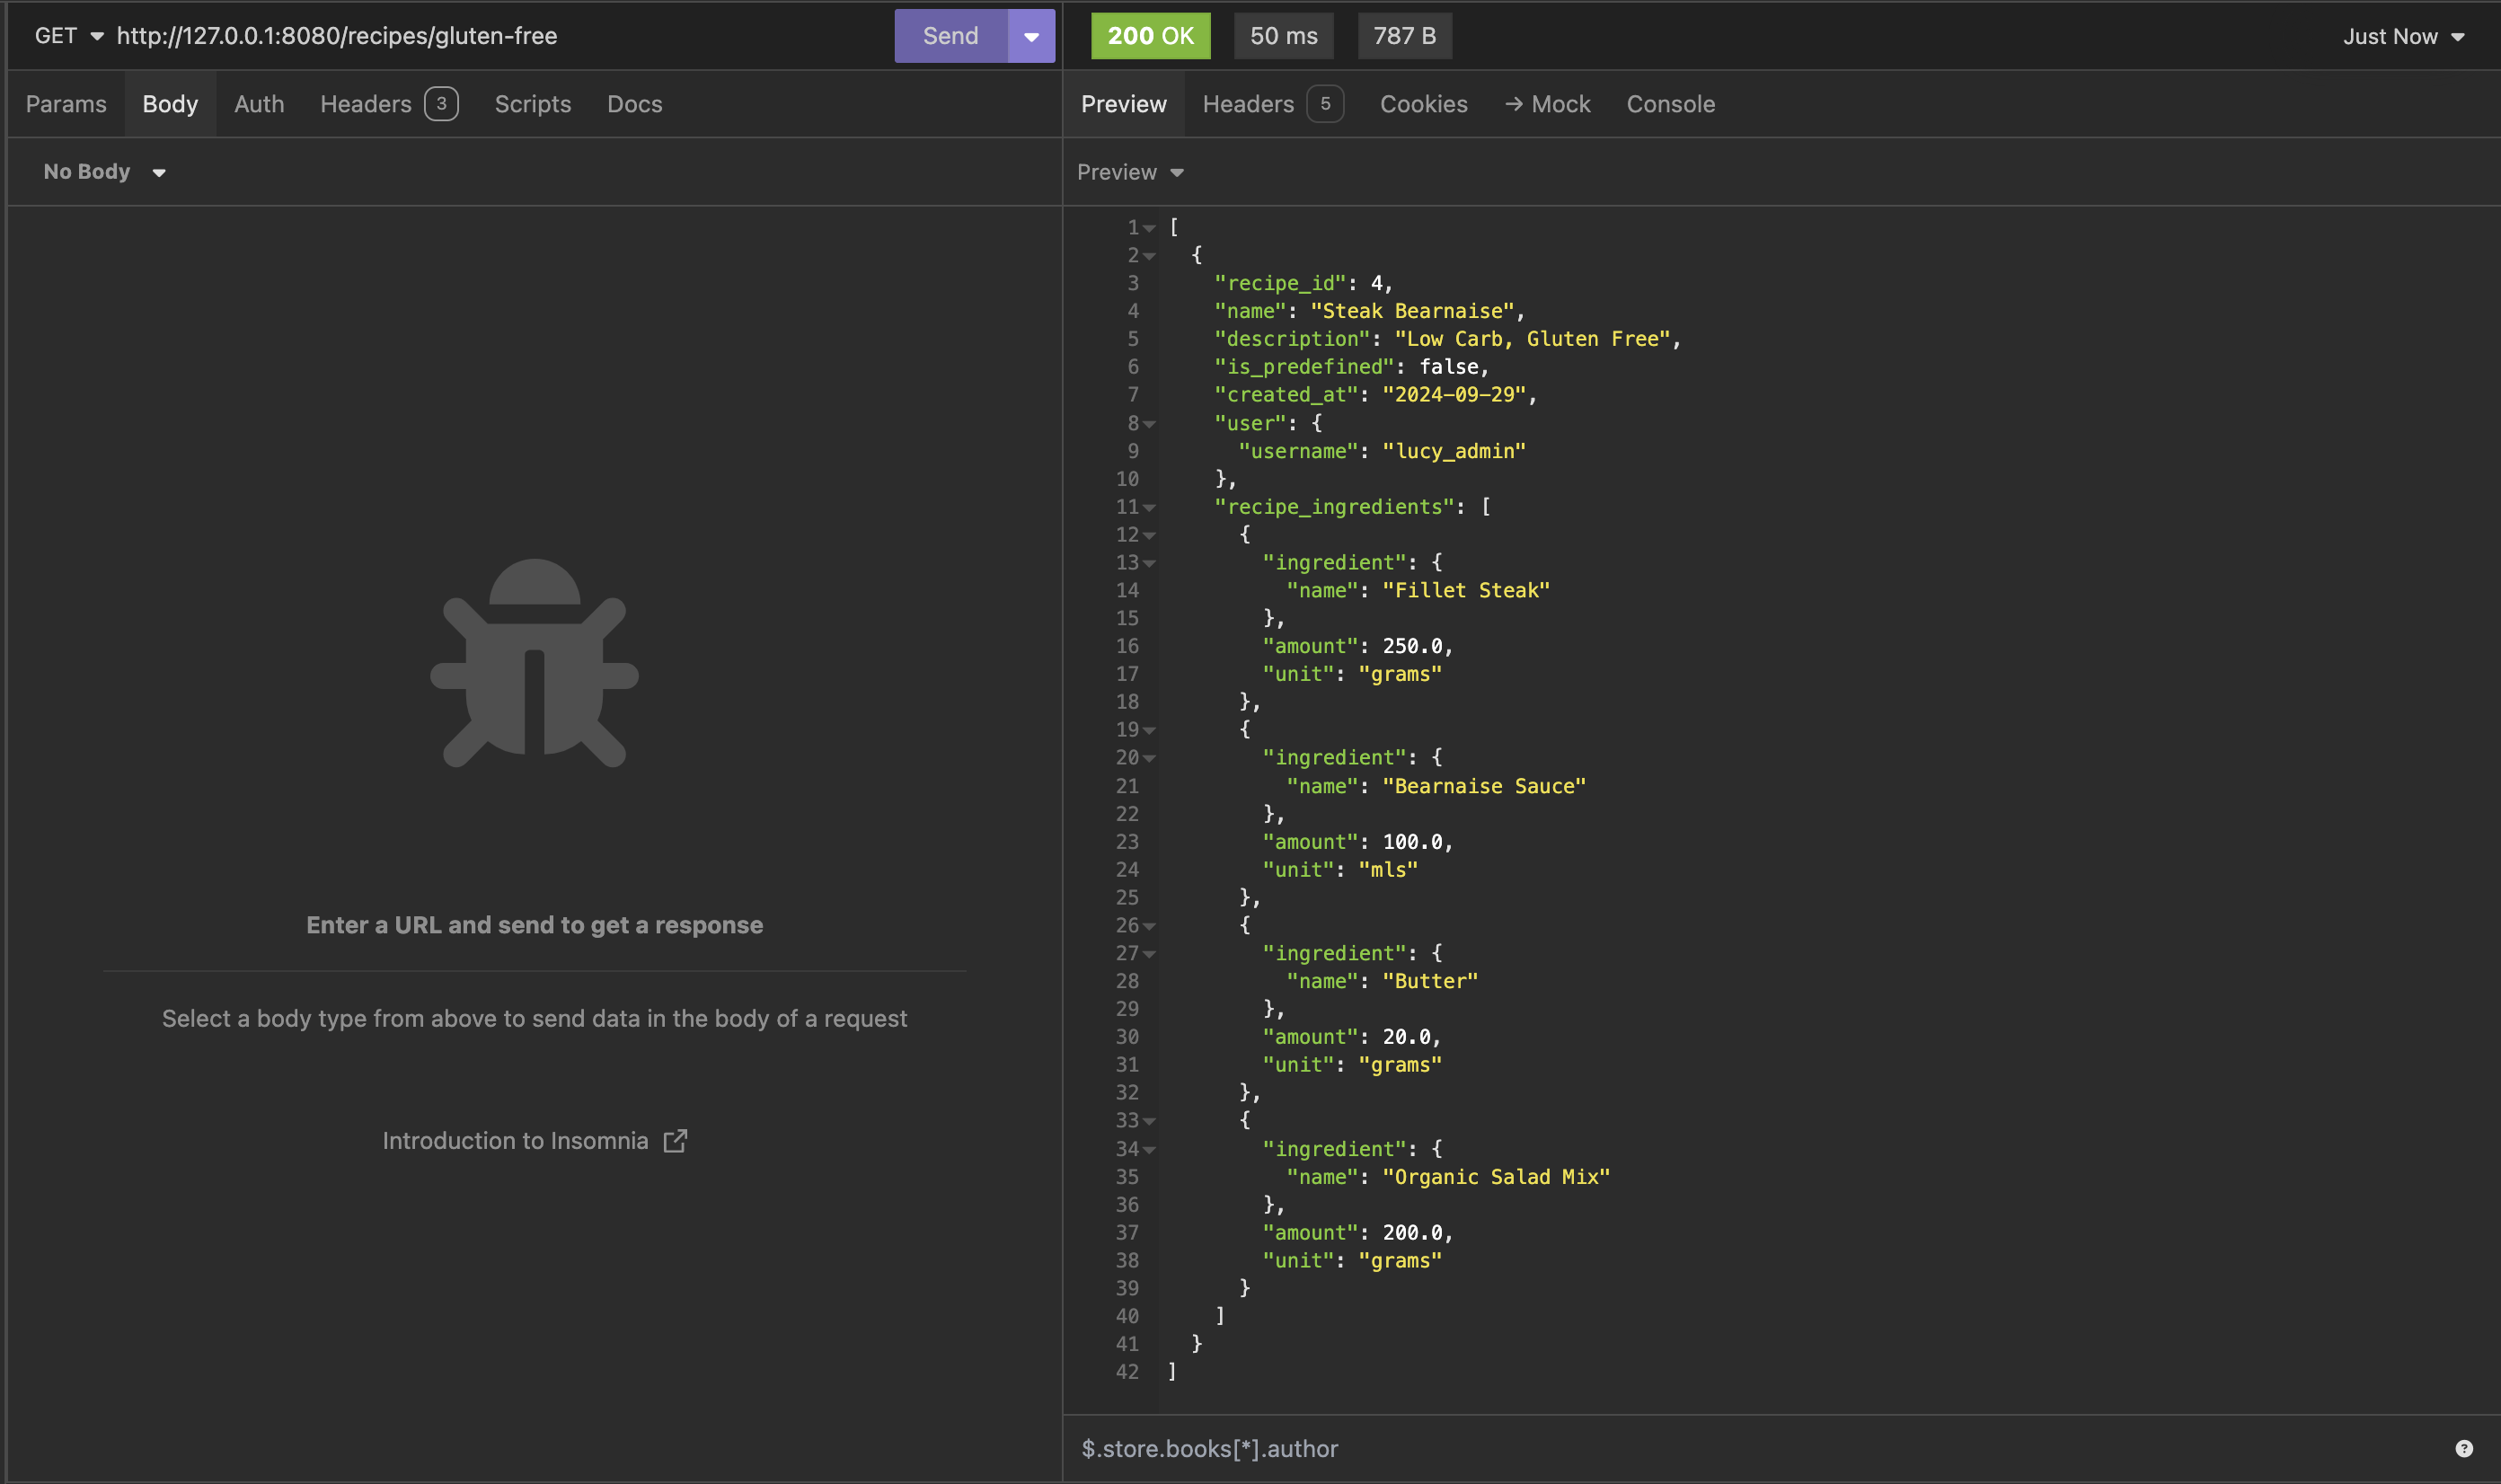 GET http://127.0.0.1:8080/recipes/gluten-free Send
Params Body Auth Headers 3 Scripts Docs
No Body
Enter a URL and send to get a response
Select a body type from above to send data in the body of a request
Introduction to Insomnia
200 OK 50 ms 787 B Just Now
Preview Headers 5 Cookies → Mock Console
Preview
1 [
2 {
3 "recipe_id": 4,
4 "name": "Steak Bearnaise",
5 "description": "Low Carb, Gluten Free",
6 "is_predefined": false,
7 "created_at": "2024-09-29",
8 "user": {
9 "username": "lucy_admin"
10 },
11 "recipe_ingredients": [
12 {
13 "ingredient": {
14 "name": "Fillet Steak"
15 },
16 "amount": 250.0,
17 "unit": "grams"
18 },
19 {
20 "ingredient": {
21 "name": "Bearnaise Sauce"
22 },
23 "amount": 100.0,
24 "unit": "mls"
25 },
26 {
27 "ingredient": {
28 "name": "Butter"
29 },
30 "amount": 20.0,
31 "unit": "grams"
32 },
33 {
34 "ingredient": {
35 "name": "Organic Salad Mix"
36 },
37 "amount": 200.0,
38 "unit": "grams"
39 }
40 ]
41 }
42 ]
$.store.books[*].author ?